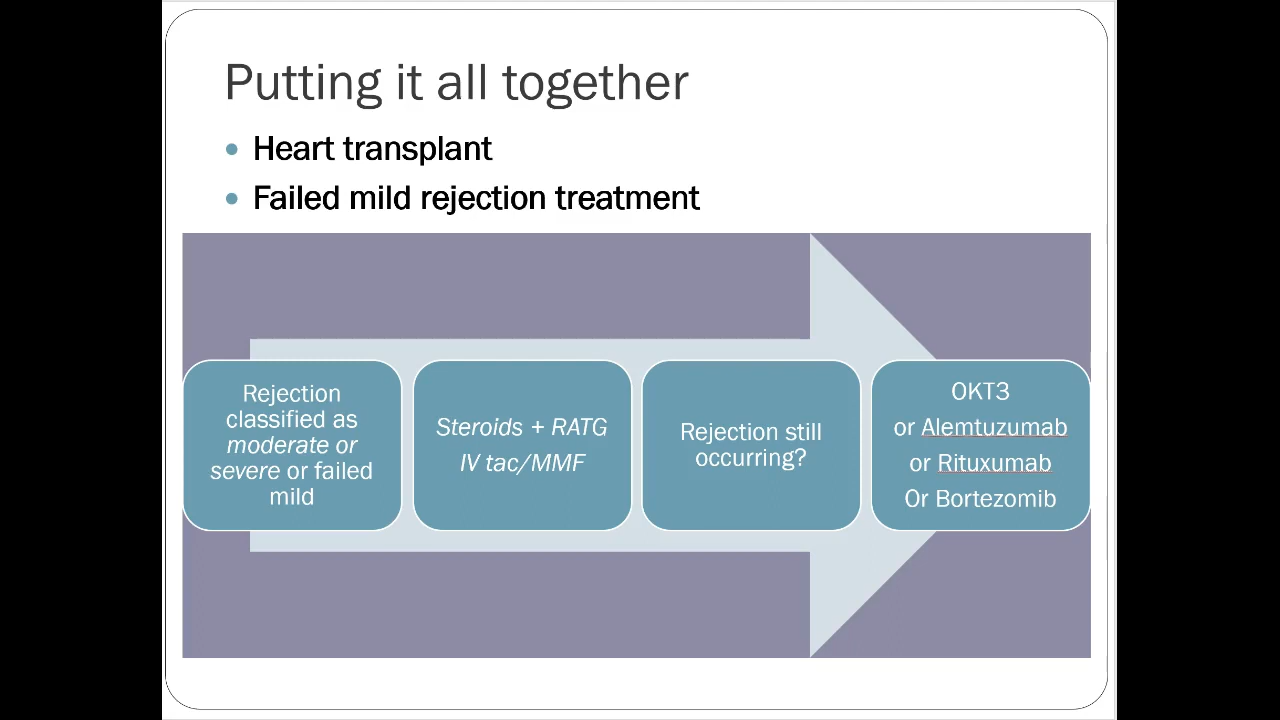 Putting it all together
Heart transplant
Failed mild rejection treatment
Rejection
classified as
moderate or
severe or failed
mild
Steroids + RATG
IV tac/MMF
Rejection still
occurring?
OKT3
or Alemtuzumab
or Rituxumab
Or Bortezomib